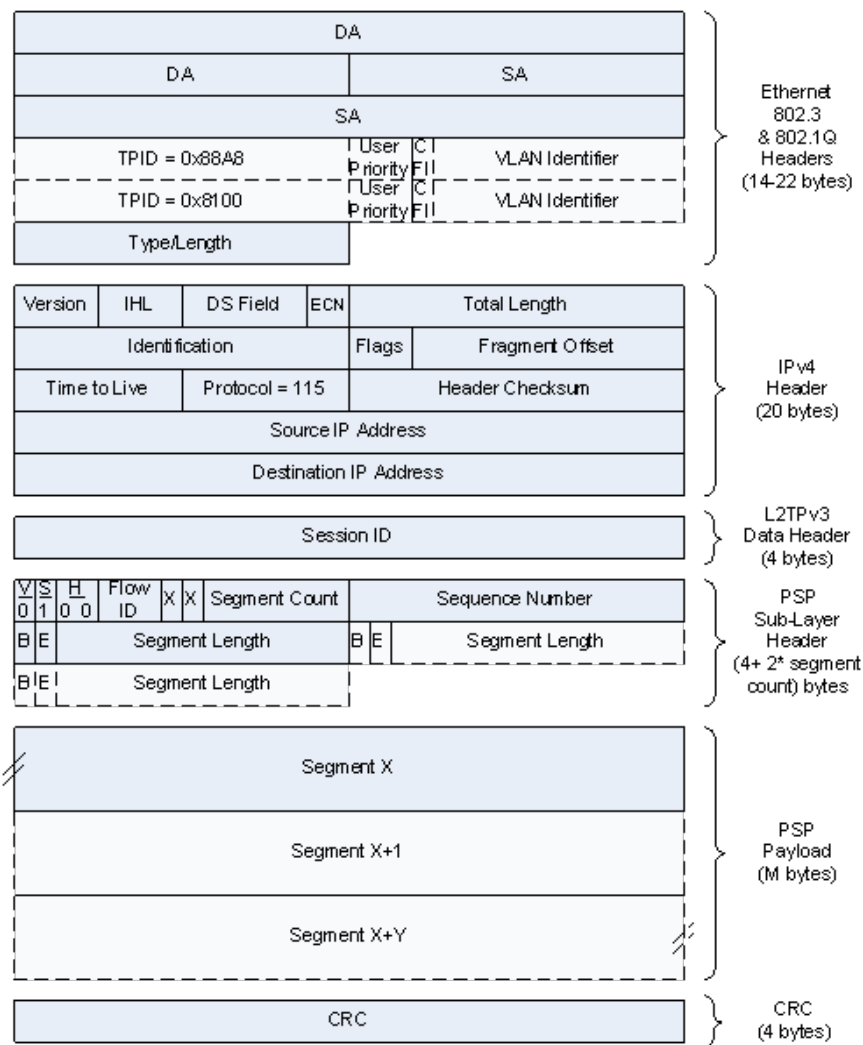 DA
DA SA
SA
TPID = 0x88A8 User Priority CFI VLAN Identifier
TPID = 0x8100 User Priority CFI VLAN Identifier
Type/Length
Ethernet
802.3
& 802.1Q
Headers
(14-22 bytes)
Version IHL DS Field ECN Total Length
Identification Flags Fragment Offset
Time to Live Protocol = 115 Header Checksum
Source IP Address
Destination IP Address
IPv4
Header
(20 bytes)
Session ID
L2TPv3
Data Header
(4 bytes)
V S H Flow ID X X Segment Count Sequence Number
0 1 0 0
B E Segment Length B E Segment Length
B E Segment Length
PSP
Sub-Layer
Header
(4+ 2* segment
count) bytes
Segment X
Segment X+1
Segment X+Y
PSP
Payload
(M bytes)
CRC
CRC
(4 bytes)